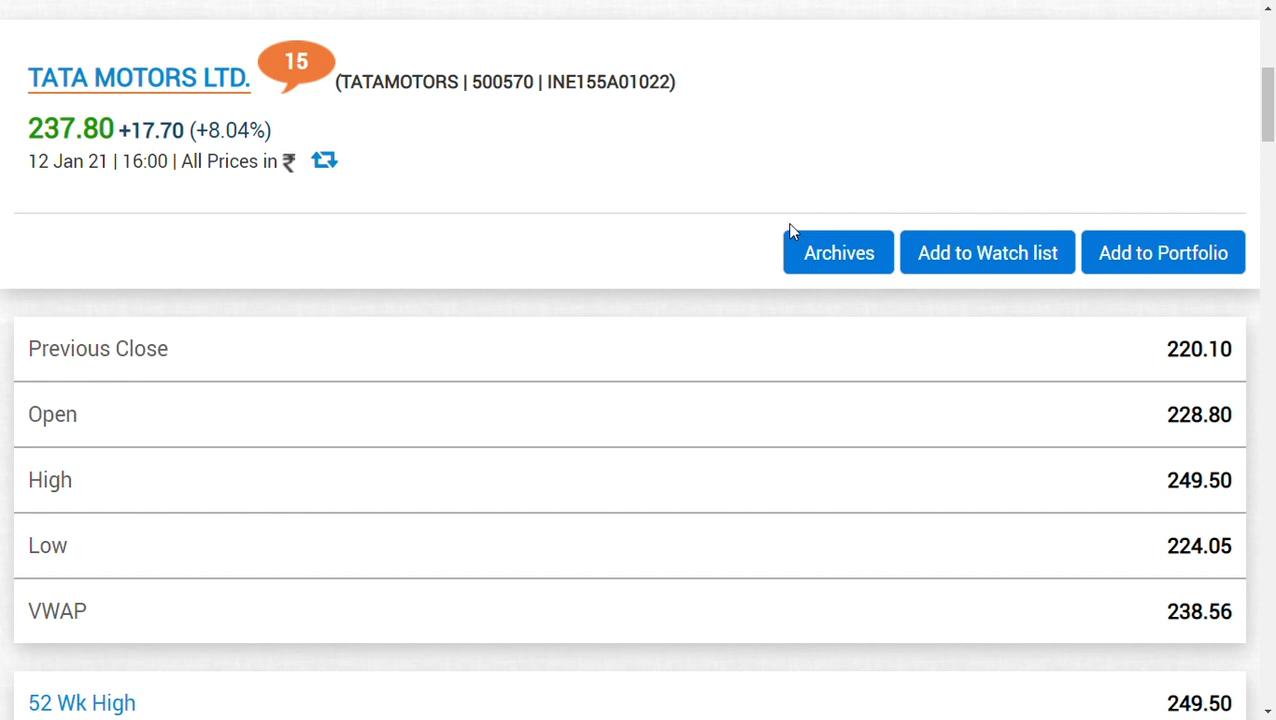 TATA MOTORS LTD. 15 (TATAMOTORS | 500570 | INE155A01022)
237.80 +17.70 (+8.04%)
12 Jan 21 | 16:00 | All Prices in ₹
Archives Add to Watch list Add to Portfolio
Previous Close 220.10
Open 228.80
High 249.50
Low 224.05
VWAP 238.56
52 Wk High 249.50